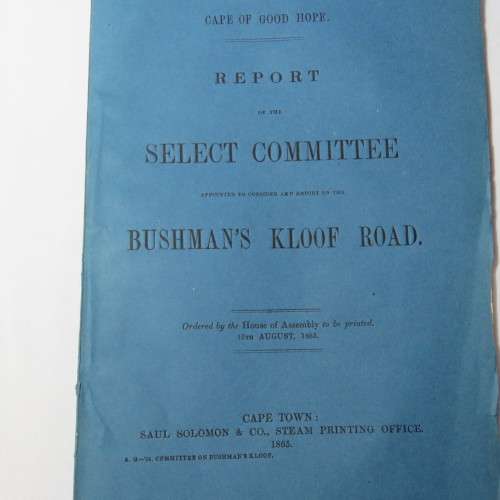 CAPE OF GOOD HOPE.
REPORT
OF THE
SELECT COMMITTEE
APPOINTED TO CONSIDER AND REPORT ON THE
BUSHMAN'S KLOOF ROAD.
Ordered by the House of Assembly to be printed.
AUGUST, 1865.
CAPE TOWN:
SAUL SOLOMON & CO., STEAM PRINTING OFFICE.
1865.
COMMITTEE ON BUSHMAN'S KLOOF.